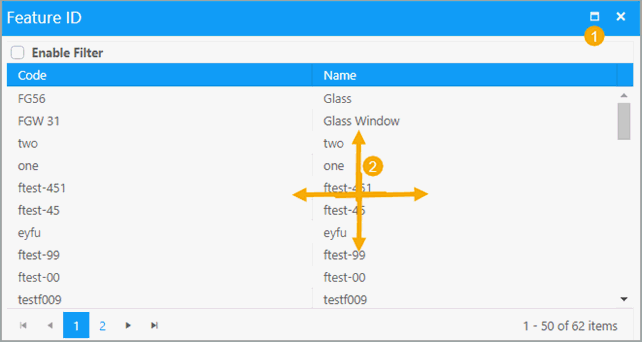 Feature ID
1
Enable Filter
Code Name
FG56 Glass
FGW 31 Glass Window
two two
2
one one
ftest-451 ftest-451
ftest-45 ftest-45
eyfu eyfu
ftest-99 ftest-99
ftest-00 ftest-00
testf009 testf009
1 2 1 - 50 of 62 items